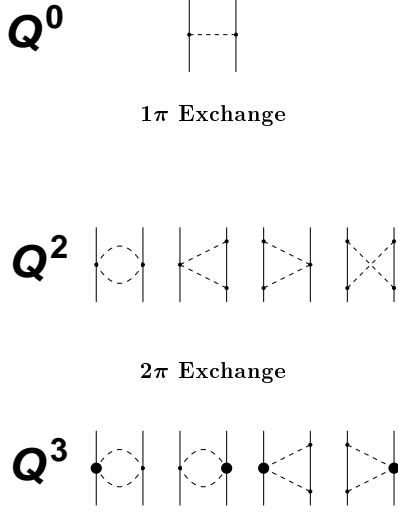 Q⁰
1π Exchange
Q²
2π Exchange
Q³